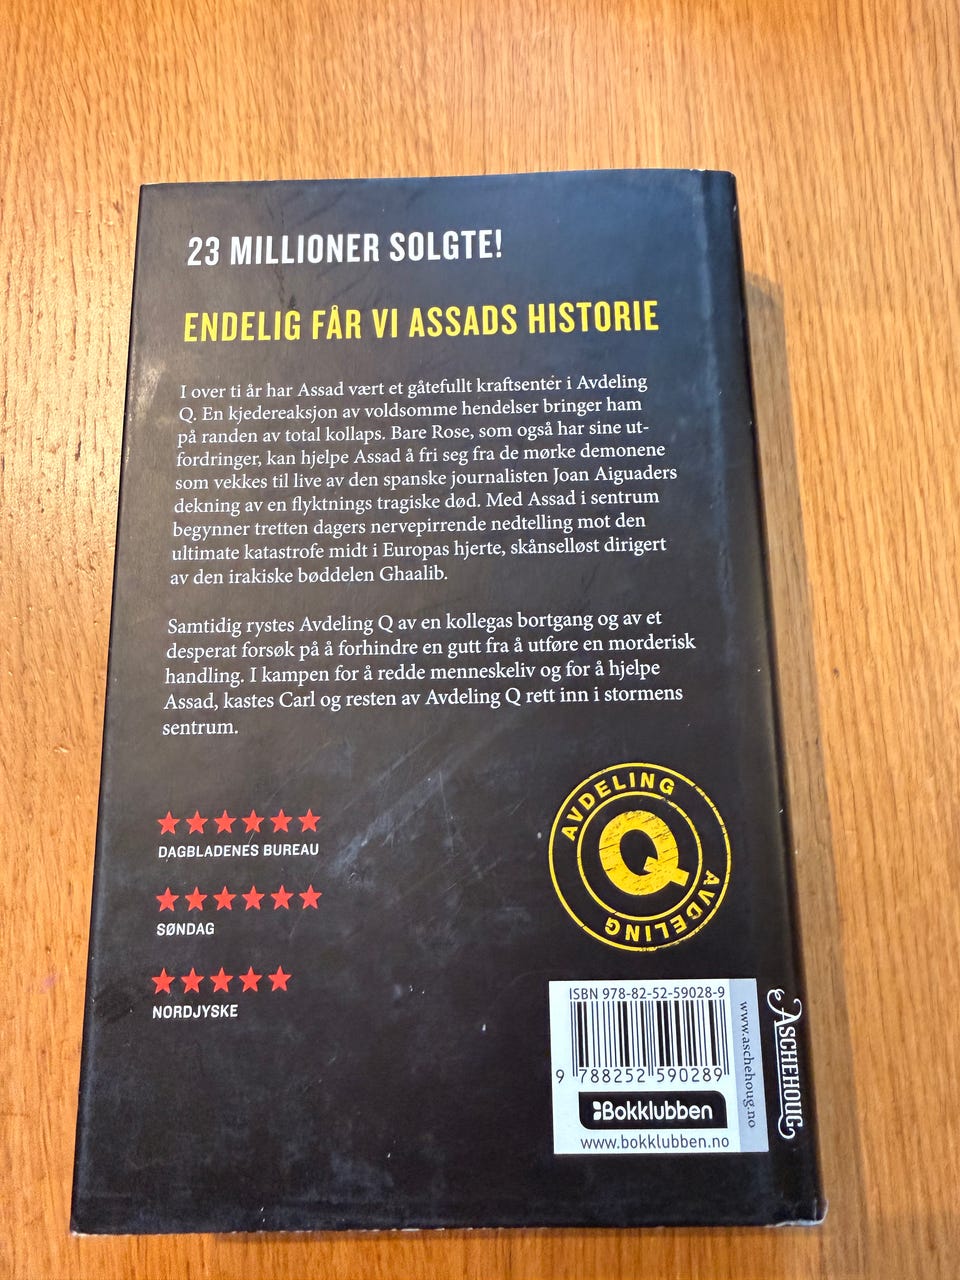 23 MILLIONER SOLGTE!
ENDELIG FÅR VI ASSADS HISTORIE
I over ti år har Assad vært et gåtefullt kraftsenter i Avdeling
Q. En kjedereaksjon av voldsomme hendelser bringer ham
på randen av total kollaps. Bare Rose, som også har sine ut-
fordringer, kan hjelpe Assad å fri seg fra de mørke demonene
som vekkes til live av den spanske journalisten Joan Aiguaders
dekning av en flyktnings tragiske død. Med Assad i sentrum
begynner tretten dagers nervepirrende nedtelling mot den
ultimate katastrofe midt i Europas hjerte, skånselløst dirigert
av den irakiske bøddelen Ghaalib.
Samtidig rystes Avdeling Q av en kollegas bortgang og av et
desperat forsøk på å forhindre en gutt fra å utføre en morderisk
handling. I kampen for å redde menneskeliv og for å hjelpe
Assad, kastes Carl og resten av Avdeling Q rett inn i stormens
sentrum.
DAGBLADENES BUREAU
SØNDAG
NORDJYSKE
AVDELING
Q
AVDELING
ISBN 978-82-52-59028-9
9 788252 590289
Bokklubben
www.bokklubben.no
www.aschehoug.no
ASCHEHOUG